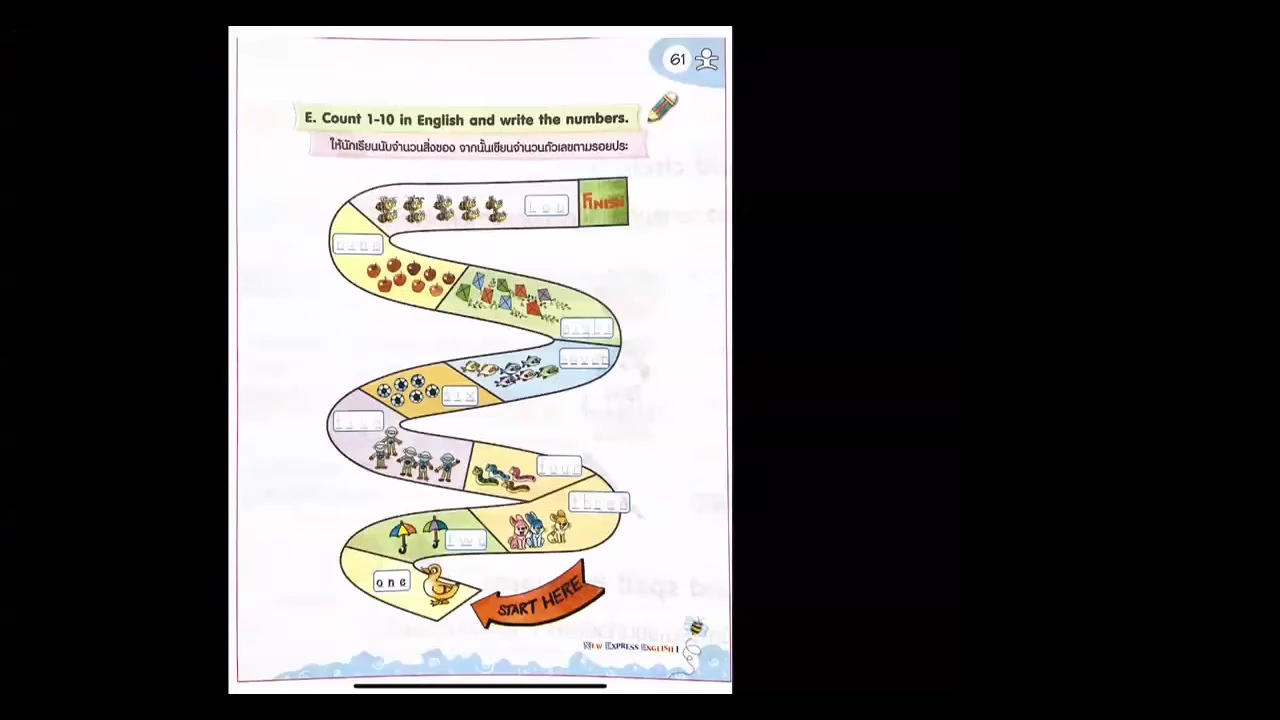 61
E. Count 1-10 in English and write the numbers.
ให้นักเรียนนับจำนวนสิ่งของ จากนั้นเขียนจำนวนตัวเลขตามรอยประ
ten
FINISH
nine
eight
seven
six
five
four
three
two
one
START HERE
NEW EXPRESS ENGLISH 1